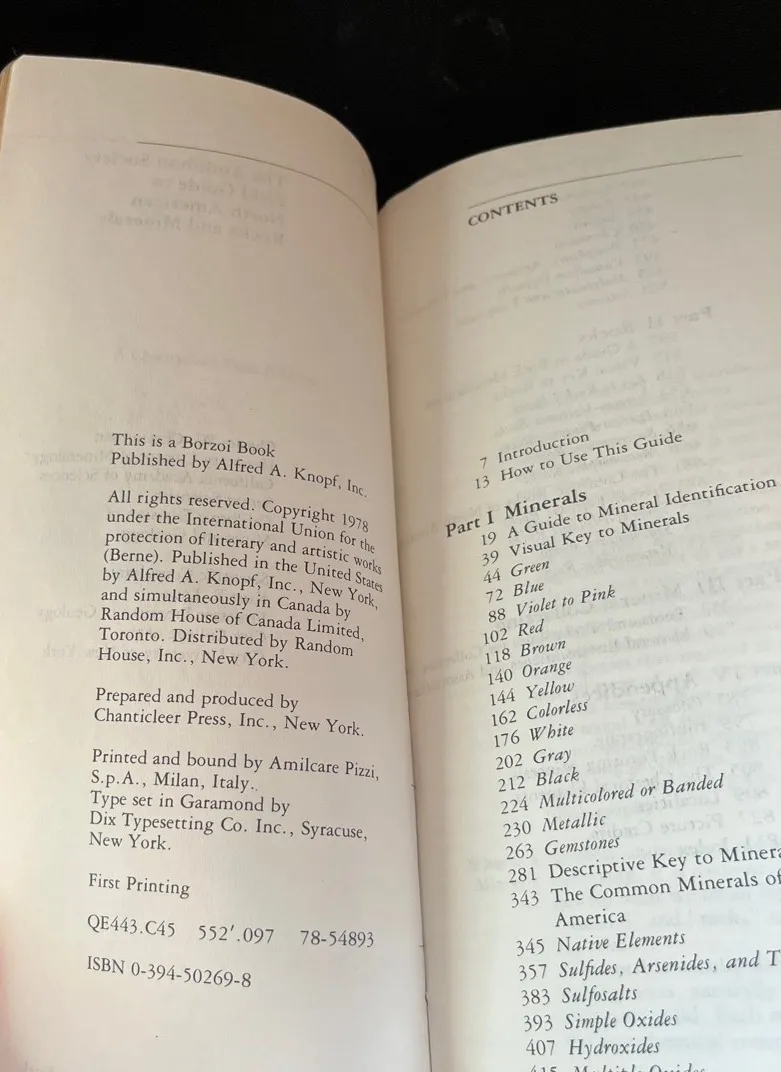 This is a Borzoi Book
Published by Alfred A. Knopf, Inc.
All rights reserved. Copyright 1978
under the International Union for the
protection of literary and artistic works
(Berne). Published in the United States
by Alfred A. Knopf, Inc., New York,
and simultaneously in Canada by
Random House of Canada Limited,
Toronto. Distributed by Random
House, Inc., New York.
Prepared and produced by
Chanticleer Press, Inc., New York.
Printed and bound by Amilcare Pizzi,
S.p.A., Milan, Italy.
Type set in Garamond by
Dix Typesetting Co. Inc., Syracuse,
New York.
First Printing
QE443.C45 552′.097 78-54893
ISBN 0-394-50269-8
CONTENTS
7 Introduction
13 How to Use This Guide
Part I Minerals
19 A Guide to Mineral Identification
39 Visual Key to Minerals
44 Green
72 Blue
88 Violet to Pink
102 Red
118 Brown
140 Orange
144 Yellow
162 Colorless
176 White
202 Gray
212 Black
224 Multicolored or Banded
230 Metallic
263 Gemstones
281 Descriptive Key to Minera
343 The Common Minerals of
America
345 Native Elements
357 Sulfides, Arsenides, and T
383 Sulfosalts
393 Simple Oxides
407 Hydroxides
415 Multiple Oxides